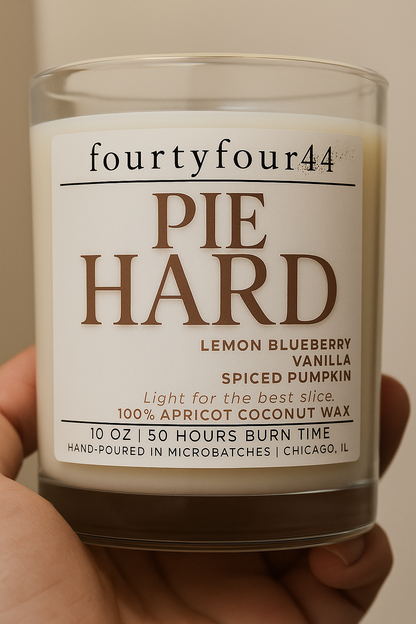 fourtyfour44
PIE
HARD
LEMON BLUEBERRY
VANILLA
SPICED PUMPKIN
Light for the best slice.
100% APRICOT COCONUT WAX
10 OZ | 50 HOURS BURN TIME
HAND-POURED IN MICROBATCHES | CHICAGO, IL